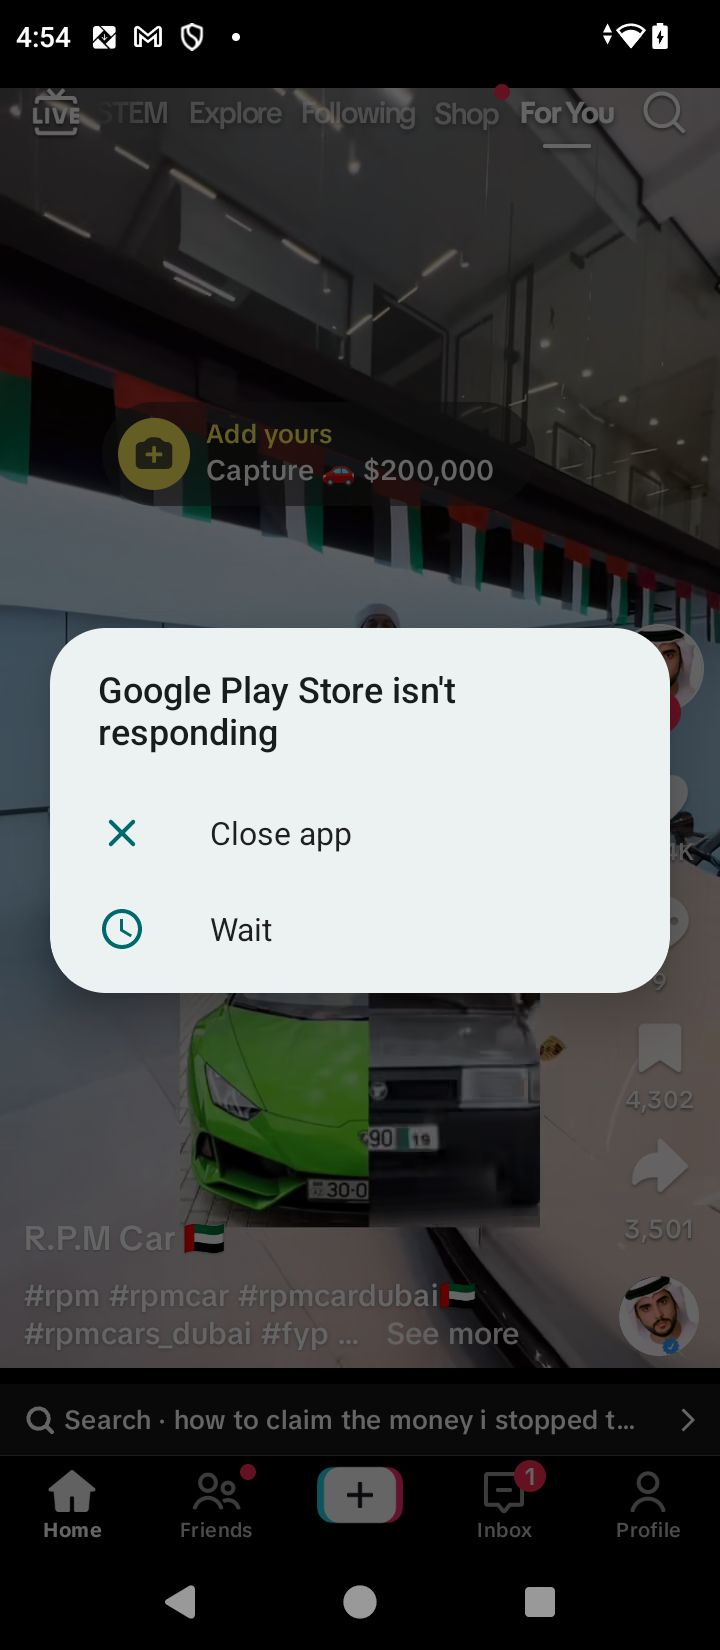 4:54
LIVE STEM Explore Following Shop For You
Add yours
Capture 🚗 $200,000
Google Play Store isn't
responding
Close app
Wait
9
4,302
30-0
90 19
3,501
R.P.M Car 🇦🇪
#rpm #rpmcar #rpmcardubai🇦🇪
#rpmcars_dubai #fyp ... See more
Search · how to claim the money i stopped t...
1
Home Friends Inbox Profile